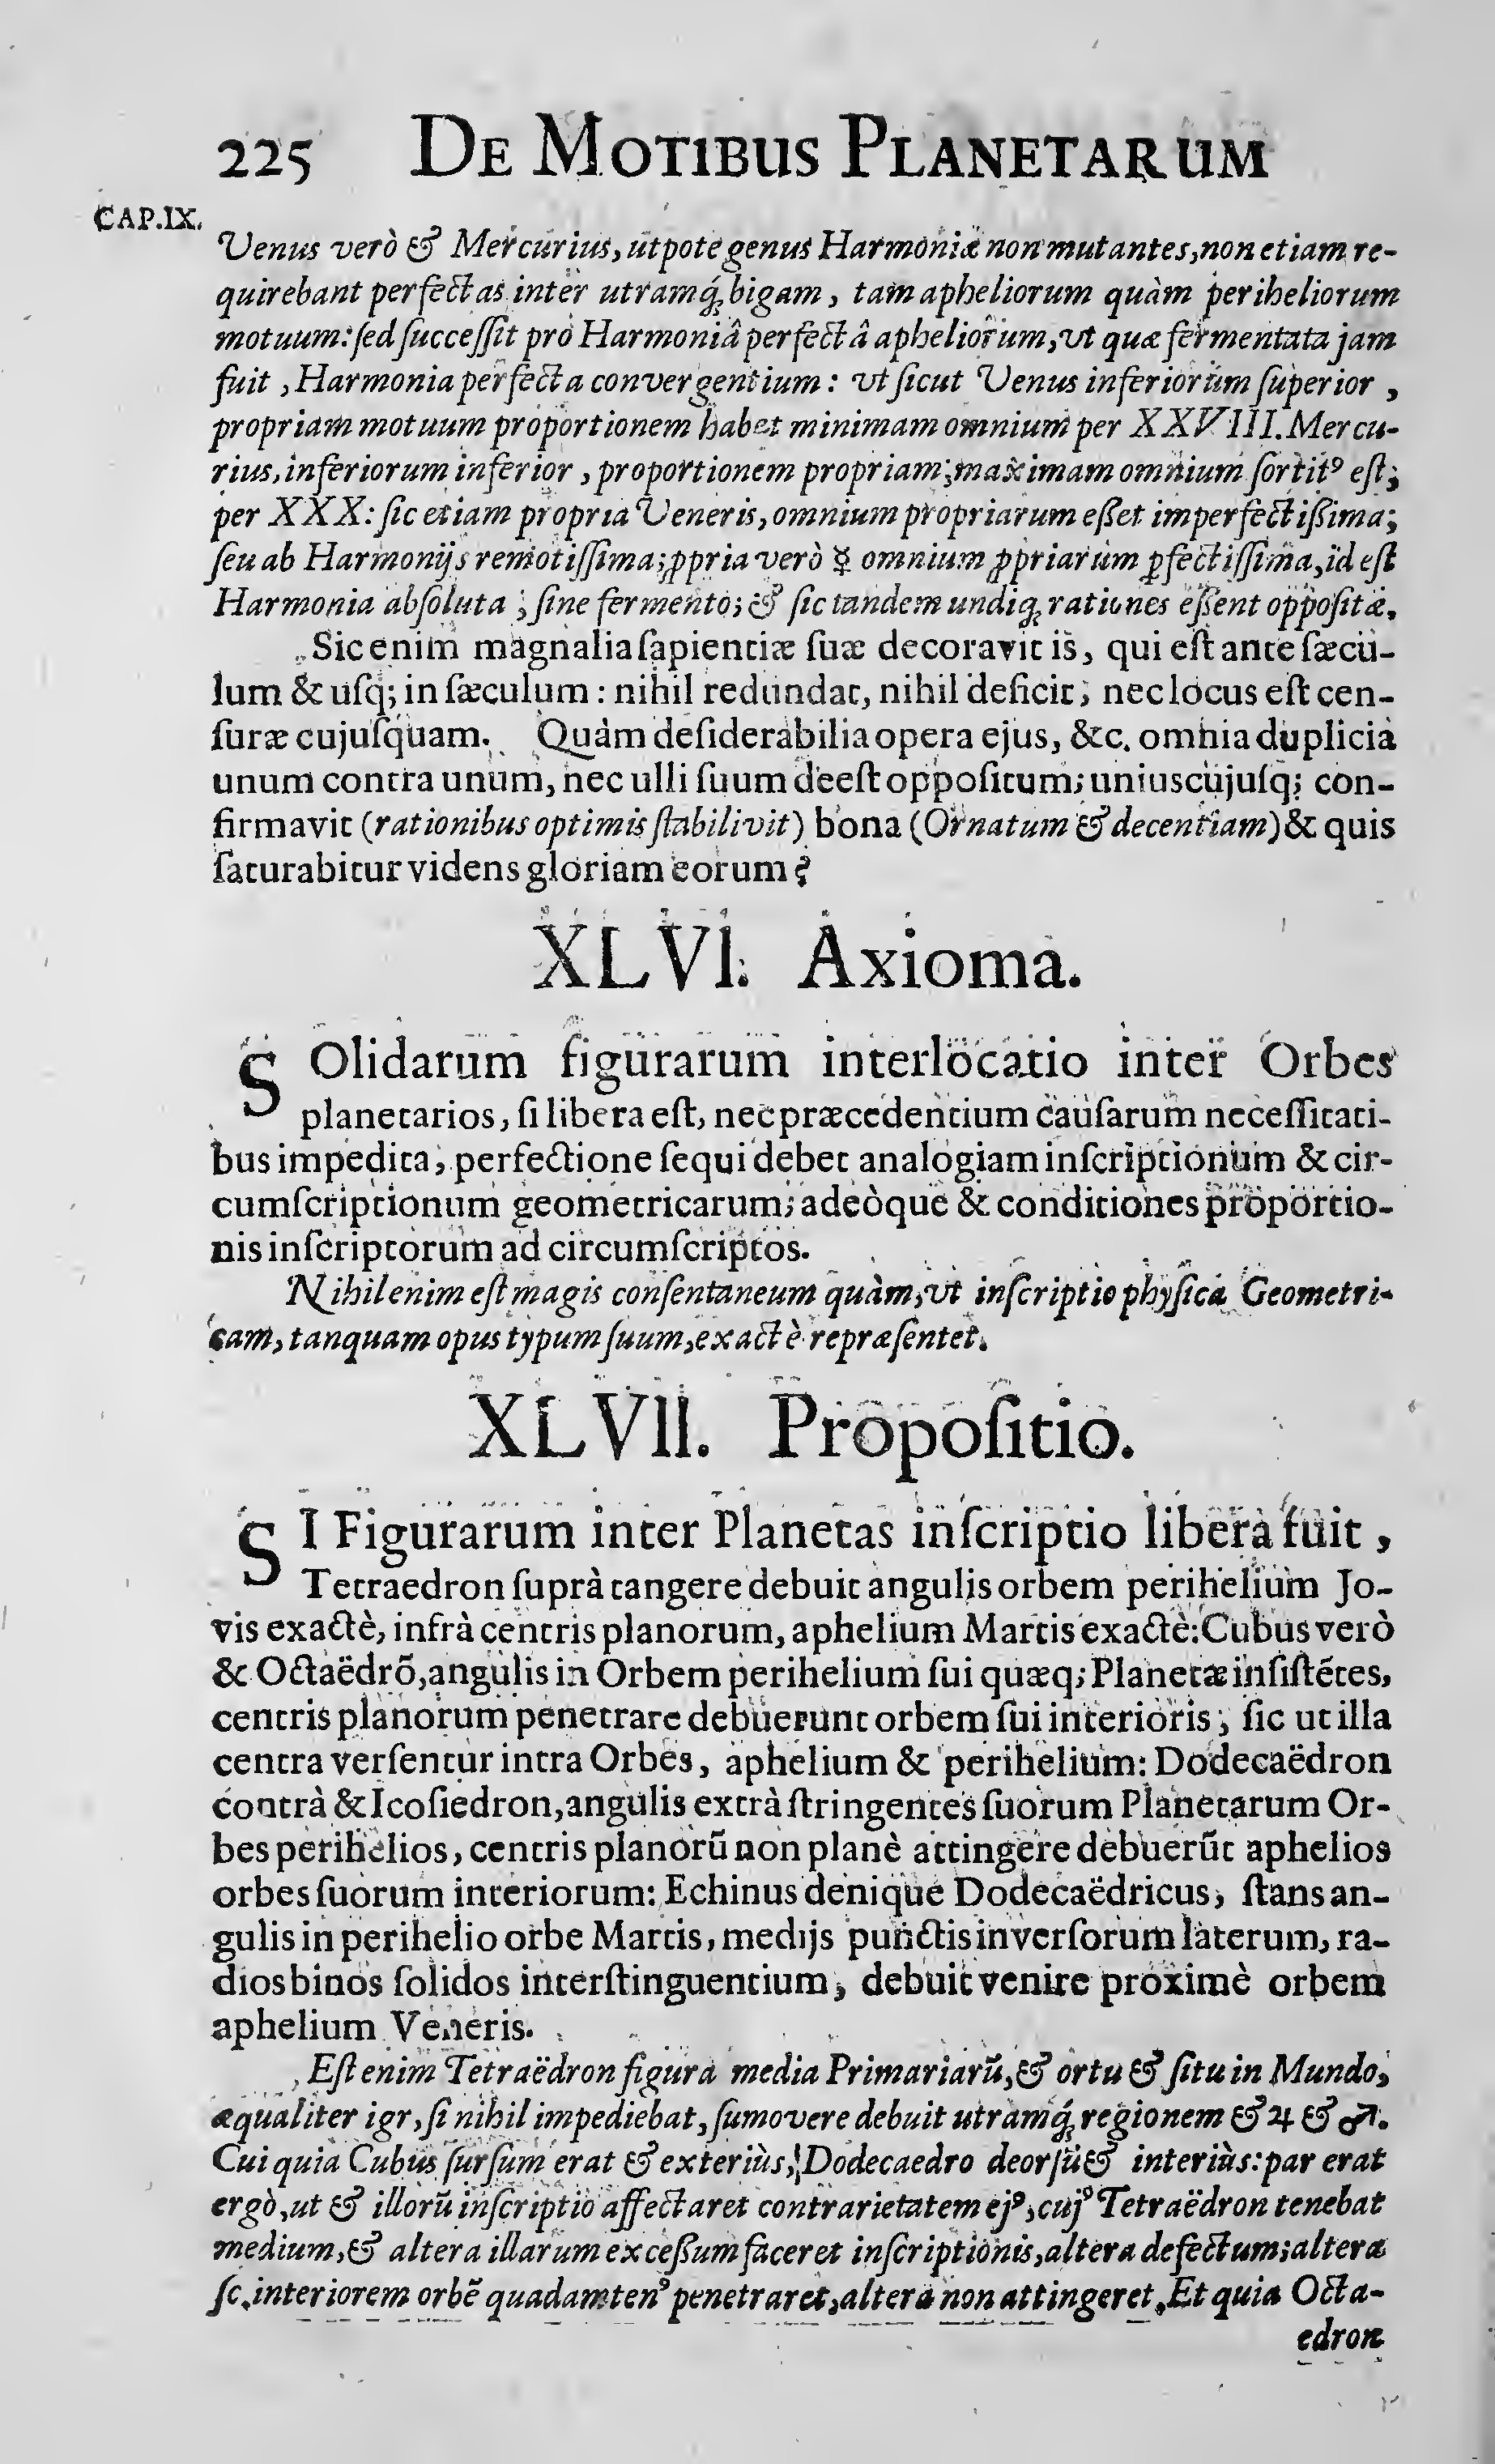 225 DE MOTIBUS PLANETARUM
CAP.IX.
Venus verò & Mercurius, utpote genus Harmoniæ non mutantes, non etiam re-
quirebant perfectas inter utramq́; bigam, tam apheliorum quàm periheliorum
motuum: ſed ſucceſſit pro Harmoniâ perfectâ apheliorum, ut quæ fermentata jam
fuit, Harmonia perfecta convergentium: ut ſicut Venus inferiorum ſuperior,
propriam motuum proportionem habet minimam omnium per XXVIII. Mercu-
rius, inferiorum inferior, proportionem propriam, maximam omnium ſortitꝰ eſt;
per XXX: ſic etiam propria Veneris, omnium propriarum eßet imperfectißima;
ſeu ab Harmonijs remotiſſima; ꝓpria verò ☿ omnium ꝓpriarum ꝑfectiſſima, id eſt
Harmonia abſoluta; ſine fermento; & ſic tandem undiq; rationes eßent oppoſitæ.
Sic enim magnalia ſapientiæ ſuæ decoravit is, qui eſt ante ſæcu-
lum & uſq; in ſæculum: nihil redundat, nihil deficit, nec locus eſt cen-
ſuræ cujuſquam. Quàm deſiderabilia opera ejus, &c. omnia duplicia
unum contra unum, nec ulli ſuum deeſt oppoſitum; uniuscujuſq; con-
firmavit (rationibus optimis ſtabilivit) bona (Ornatum & decentiam) & quis
ſaturabitur videns gloriam eorum?
XLVI. Axioma.
SOlidarum figurarum interlocatio inter Orbes
planetarios, ſi libera eſt, nec præcedentium cauſarum neceſſitati-
bus impedita, perfectione ſequi debet analogiam inſcriptionum & cir-
cumſcriptionum geometricarum; adeòque & conditiones proportio-
nis inſcriptorum ad circumſcriptos.
Nihil enim eſt magis conſentaneum quàm, ut inſcriptio phyſica Geometri-
cam, tanquam opus typum ſuum, exactè repræſentet.
XLVII. Propoſitio.
SI Figurarum inter Planetas inſcriptio libera fuit,
Tetraedron ſuprà tangere debuit angulis orbem perihelium Jo-
vis exactè, infrà centris planorum, aphelium Martis exactè: Cubus verò
& Octaëdrõ, angulis in Orbem perihelium ſui quæq; Planetæ inſiſtẽtes,
centris planorum penetrare debuerunt orbem ſui interioris, ſic ut illa
centra verſentur intra Orbes, aphelium & perihelium: Dodecaëdron
contrà & Icoſiedron, angulis extrà ſtringentes ſuorum Planetarum Or-
bes perihelios, centris planorũ non planè attingere debuerũt aphelios
orbes ſuorum interiorum: Echinus denique Dodecaëdricus, ſtans an-
gulis in perihelio orbe Martis, medijs punctis inverſorum laterum, ra-
dios binos ſolidos interſtinguentium, debuit venire proximè orbem
aphelium Veneris.
Eſt enim Tetraëdron figura media Primariarũ, & ortu & ſitu in Mundo,
æqualiter igr, ſi nihil impediebat, ſumovere debuit utramq́; regionem & ♃ & ♂.
Cui quia Cubus ſurſum erat & exteriùs, Dodecaedro deorſũ & interiùs: par erat
ergò, ut & illorũ inſcriptio affectaret contrarietatem ejꝰ, cujꝰ Tetraëdron tenebat
medium, & altera illarum exceßum faceret inſcriptionis, altera defectum; altera
ſc. interiorem orbẽ quadamtenꝰ penetraret, altera non attingeret. Et quia Octa-
edron